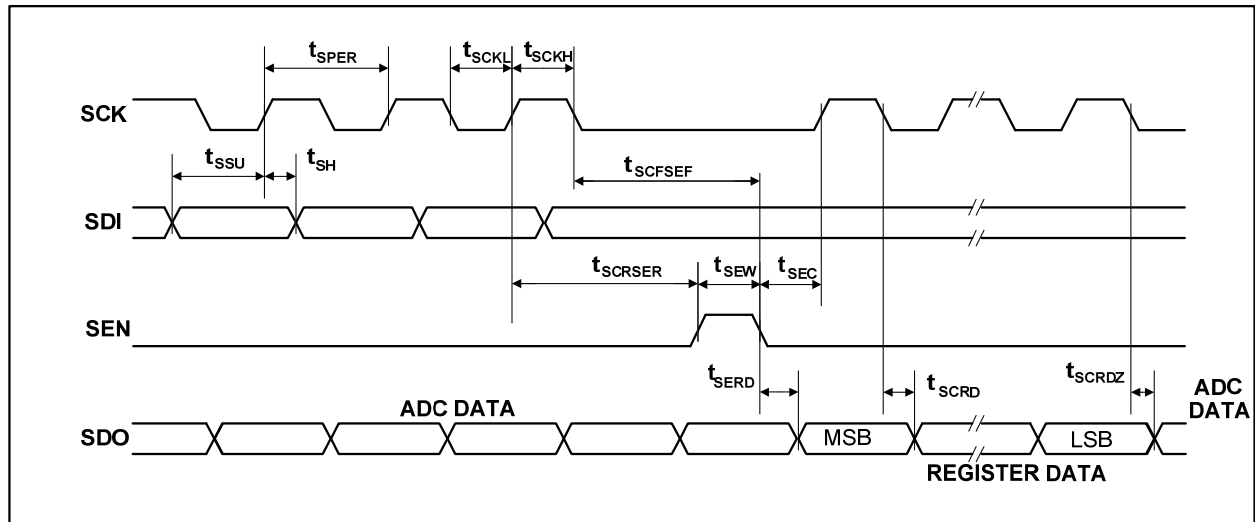 tSPER
tSCKL
tSCKH
SCK
tSSU
tSH
tSCFSEF
SDI
tSCRSER
tSEW
tSEC
SEN
tSERD
tSCRD
tSCRDZ
ADC
DATA
ADC DATA
SDO
MSB
LSB
REGISTER DATA